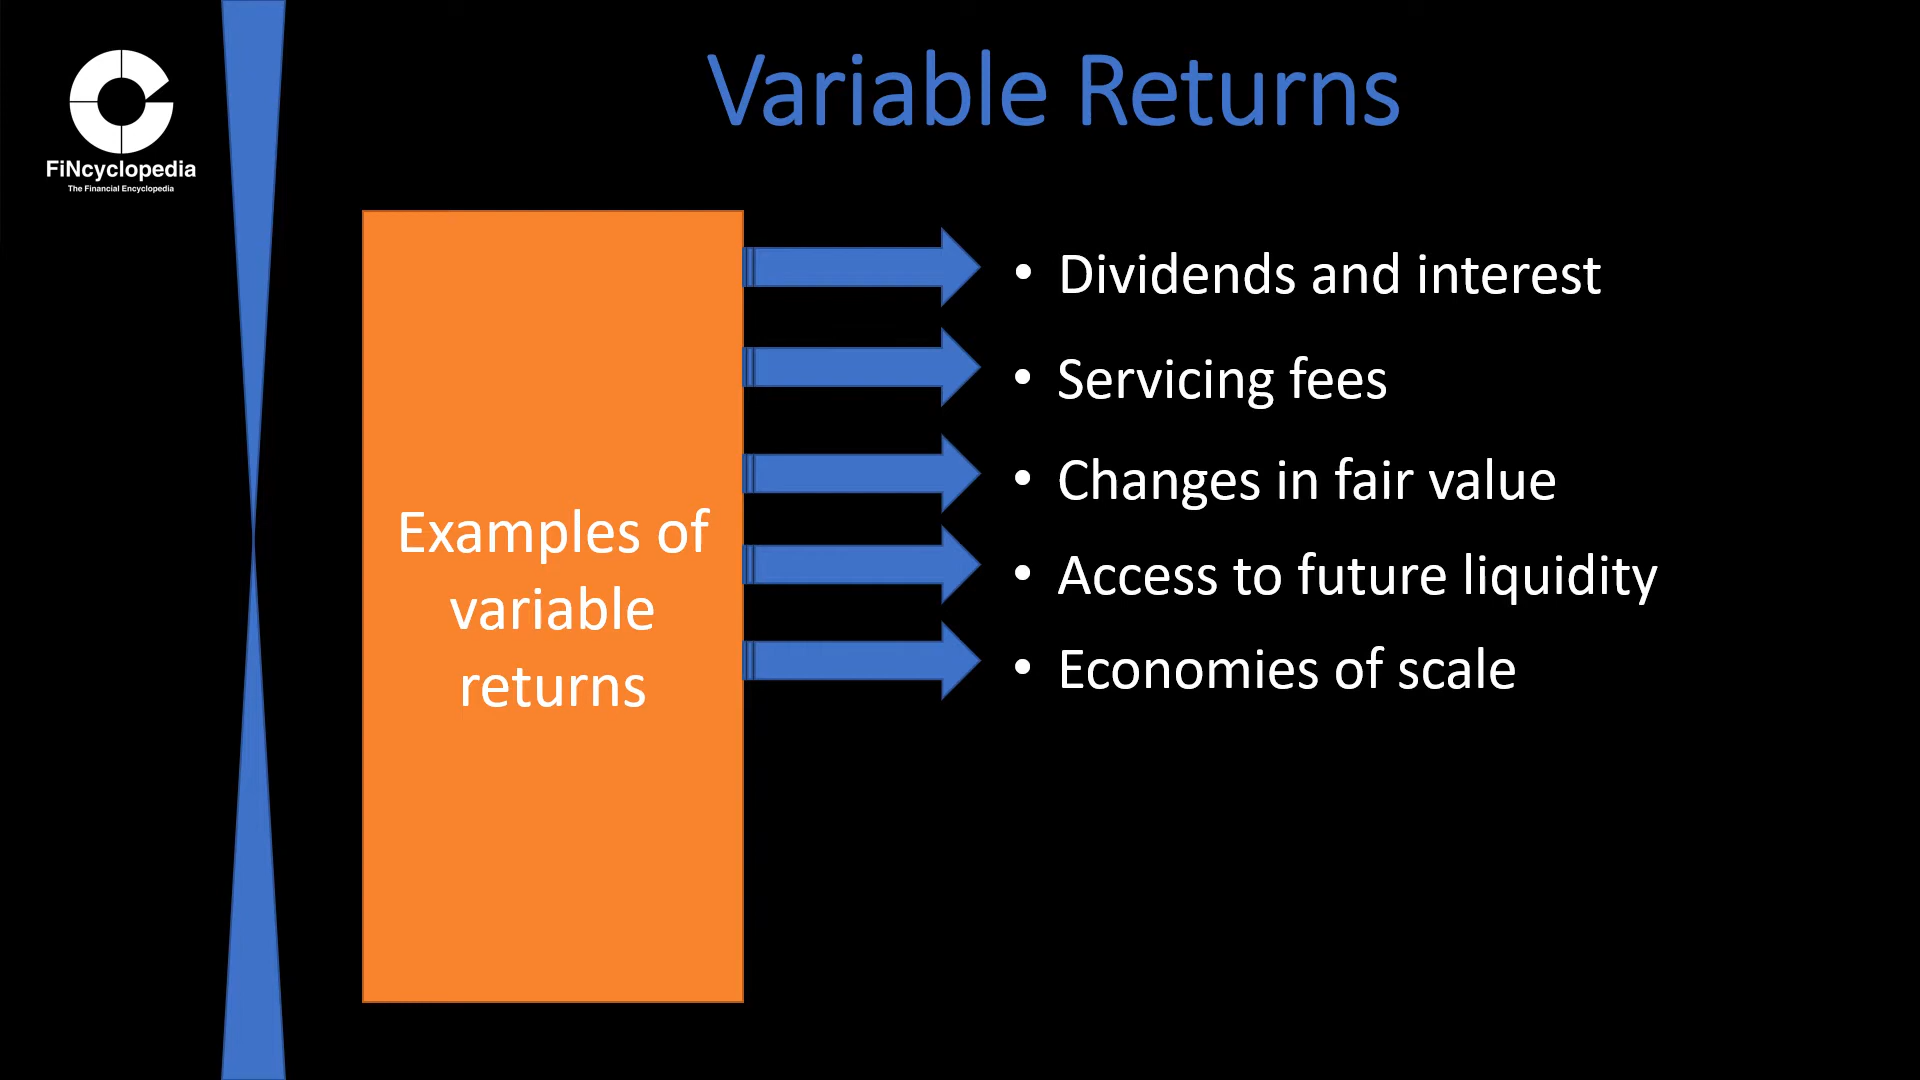 FiNcyclopedia
The Financial Encyclopedia
Variable Returns
Examples of
variable
returns
• Dividends and interest
• Servicing fees
• Changes in fair value
• Access to future liquidity
• Economies of scale